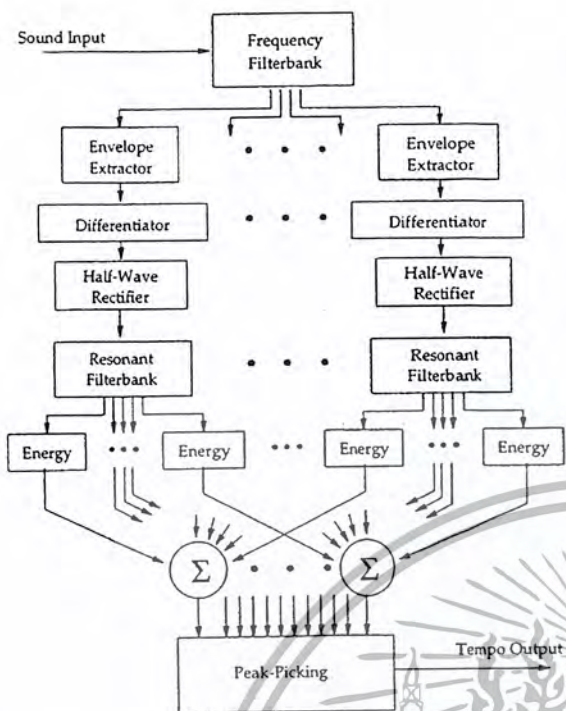 Sound Input
Frequency
Filterbank
Envelope
Extractor
Envelope
Extractor
Differentiator
Differentiator
Half-Wave
Rectifier
Half-Wave
Rectifier
Resonant
Filterbank
Resonant
Filterbank
Energy
Energy
Energy
Energy
Σ
Σ
Peak-Picking
Tempo Output